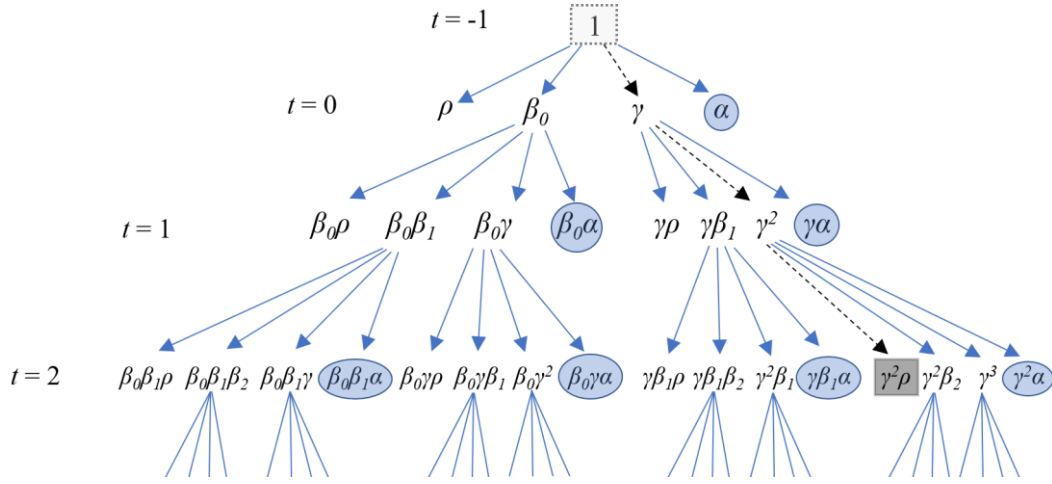 t = -1 1
t = 0 ρ β₀ γ α
t = 1 β₀ρ β₀β₁ β₀γ β₀α γρ γβ₁ γ² γα
t = 2 β₀β₁ρ β₀β₁β₂ β₀β₁γ β₀β₁α β₀γρ β₀γβ₁ β₀γ² β₀γα γβ₁ρ γβ₁β₂ γ²β₁ γβ₁α γ²ρ γ²β₂ γ³ γ²α